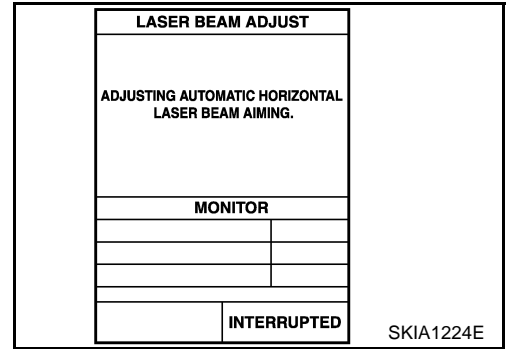 LASER BEAM ADJUST
ADJUSTING AUTOMATIC HORIZONTAL
LASER BEAM AIMING.
MONITOR
INTERRUPTED
SKIA1224E